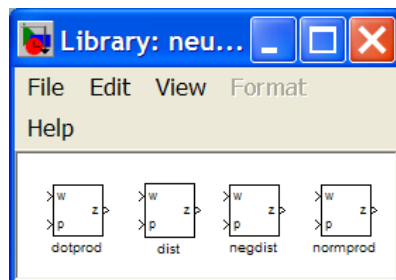 Library: neu...
File Edit View Format
Help
w w w w
z z z z
p p p p
dotprod dist negdist normprod